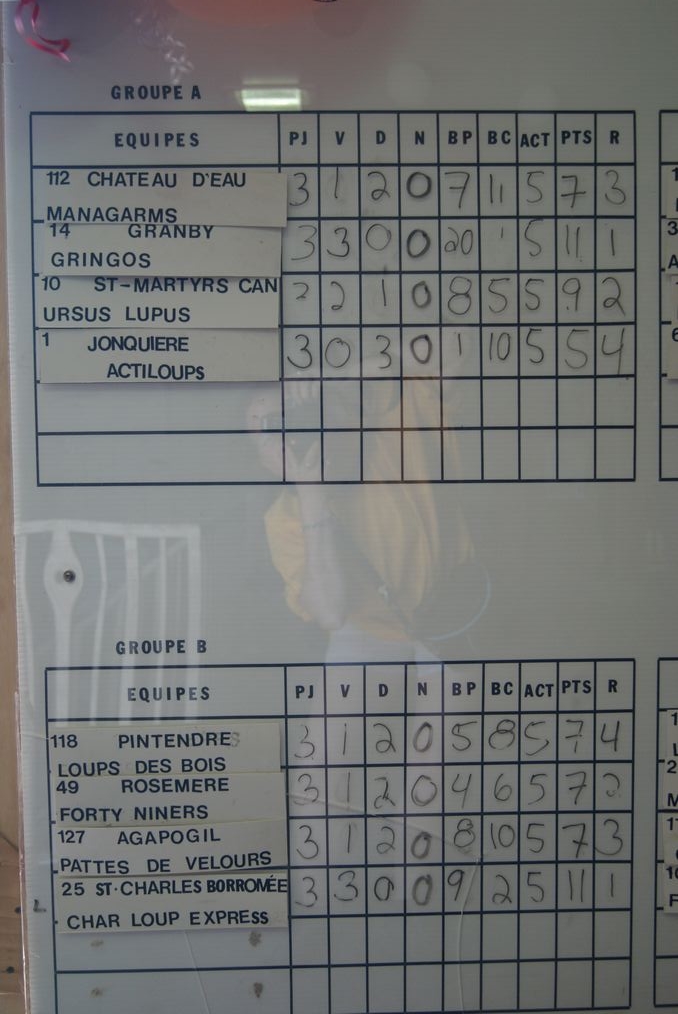 GROUPE A
EQUIPES PJ V D N BP BC ACT PTS R
112 CHATEAU D'EAU
MANAGARMS 3 1 2 0 7 11 5 7 3
14 GRANBY
GRINGOS 3 3 0 0 20 1 5 11 1
10 ST-MARTYRS CAN
URSUS LUPUS 3 2 1 0 8 5 5 9 2
1 JONQUIERE
ACTILOUPS 3 0 3 0 1 10 5 5 4
GROUPE B
EQUIPES PJ V D N BP BC ACT PTS R
118 PINTENDRES
LOUPS DES BOIS 3 1 2 0 5 8 5 7 4
49 ROSEMERE
FORTY NINERS 3 1 2 0 4 6 5 7
127 AGAPOGIL
PATTES DE VELOURS 3 1 2 0 8 10 5 7 3
25 ST-CHARLES BORROMÉE
CHAR LOUP EXPRESS 3 3 0 0 9 2 5 11 1